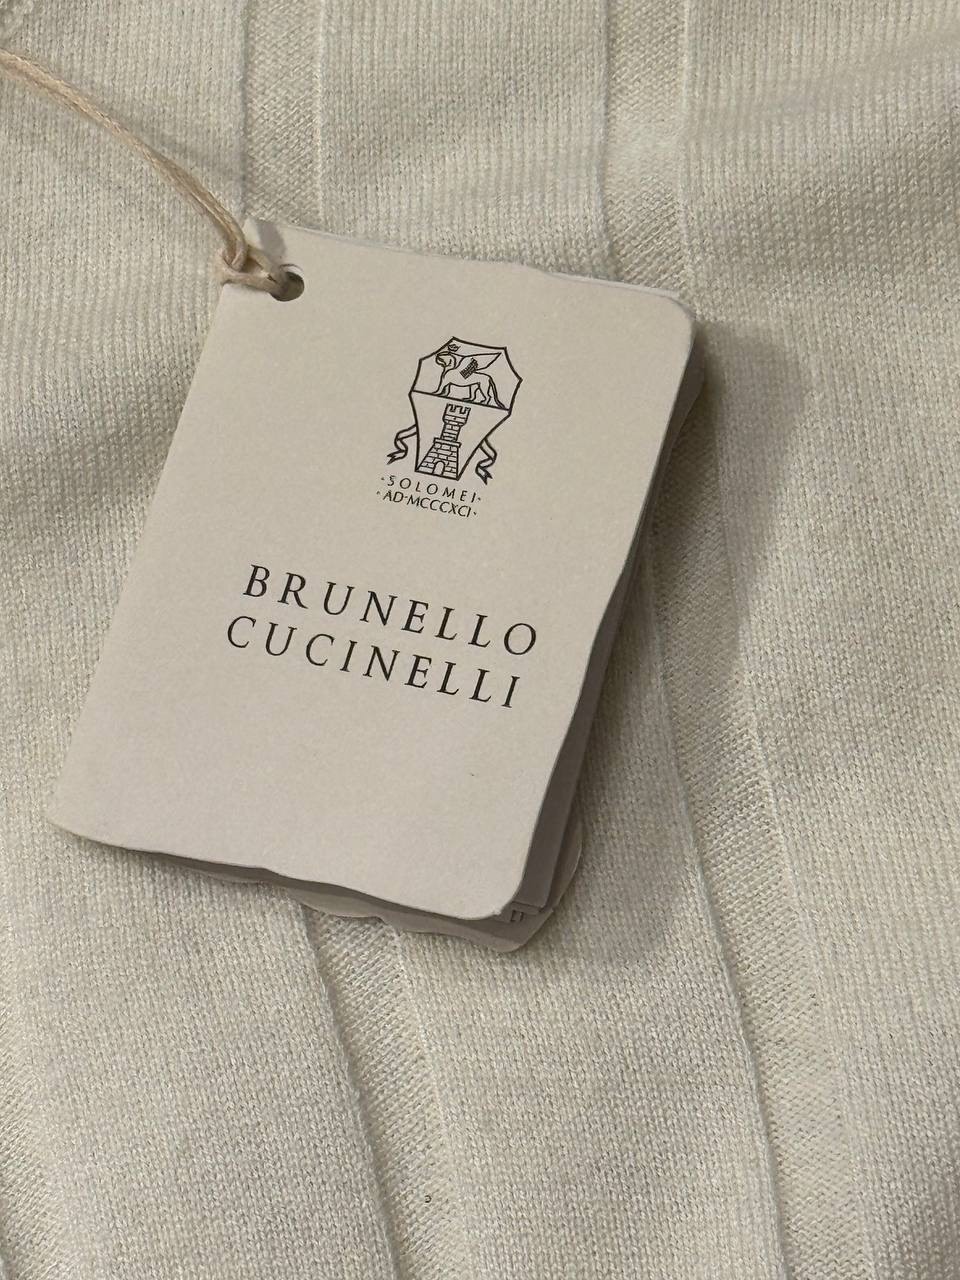 ·SOLOMEI·
·AD·MCCCXCI·
BRUNELLO
CUCINELLI